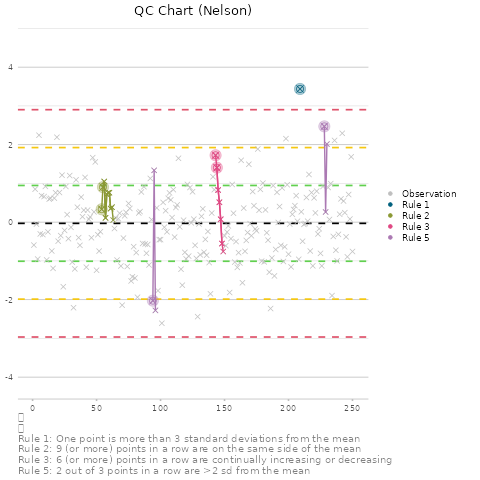 QC Chart (Nelson)
4
2
0
-2
-4
0
50
100
150
200
250
Observation
Rule 1
Rule 2
Rule 3
Rule 5
Rule 1: One point is more than 3 standard deviations from the mean
Rule 2: 9 (or more) points in a row are on the same side of the mean
Rule 3: 6 (or more) points in a row are continually increasing or decreasing
Rule 5: 2 out of 3 points in a row are >2 sd from the mean